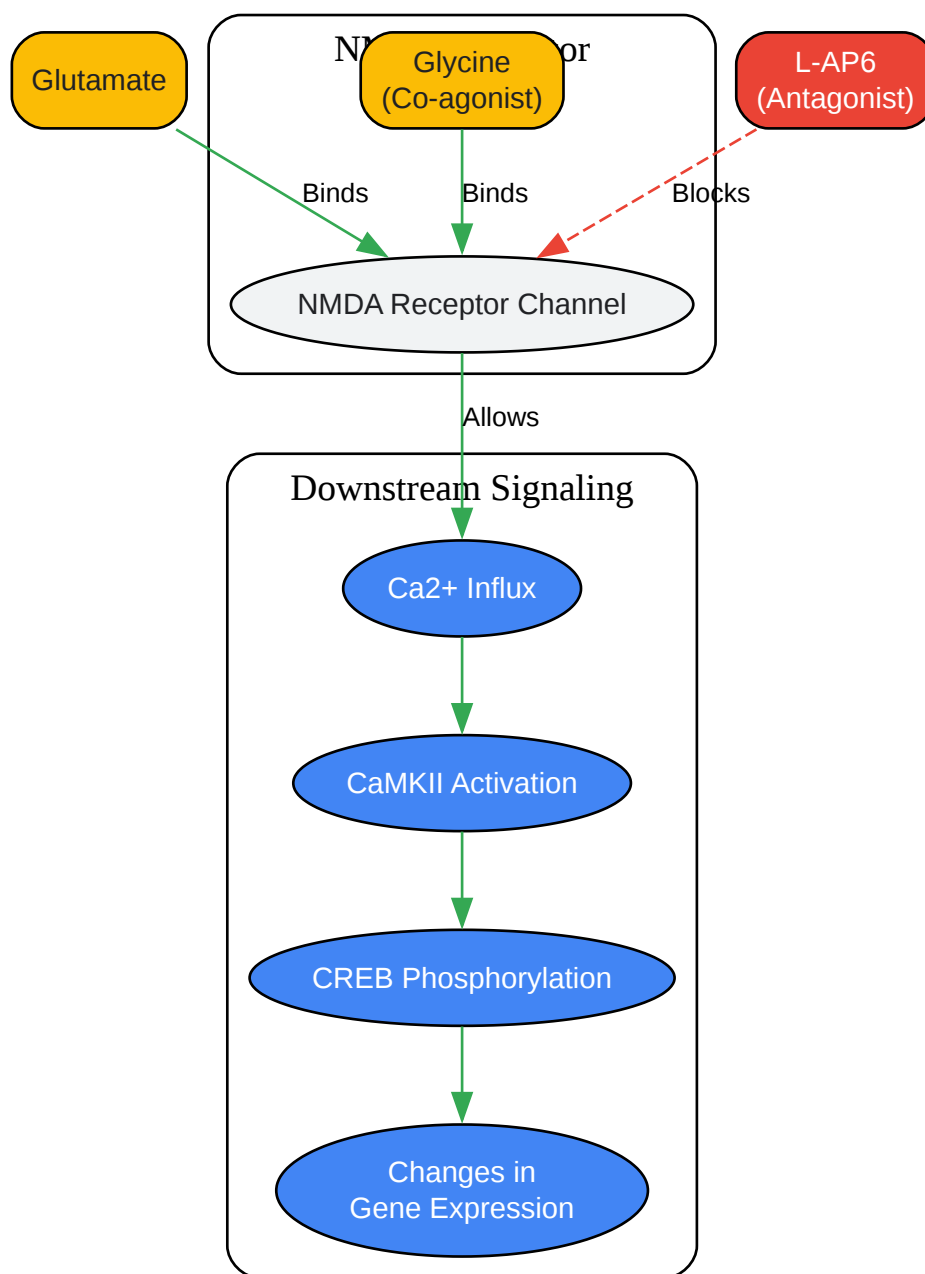 Glutamate
Glycine
(Co-agonist)
L-AP6
(Antagonist)
Binds
Binds
Blocks
NMDA Receptor Channel
Allows
Downstream Signaling
Ca2+ Influx
CaMKII Activation
CREB Phosphorylation
Changes in
Gene Expression